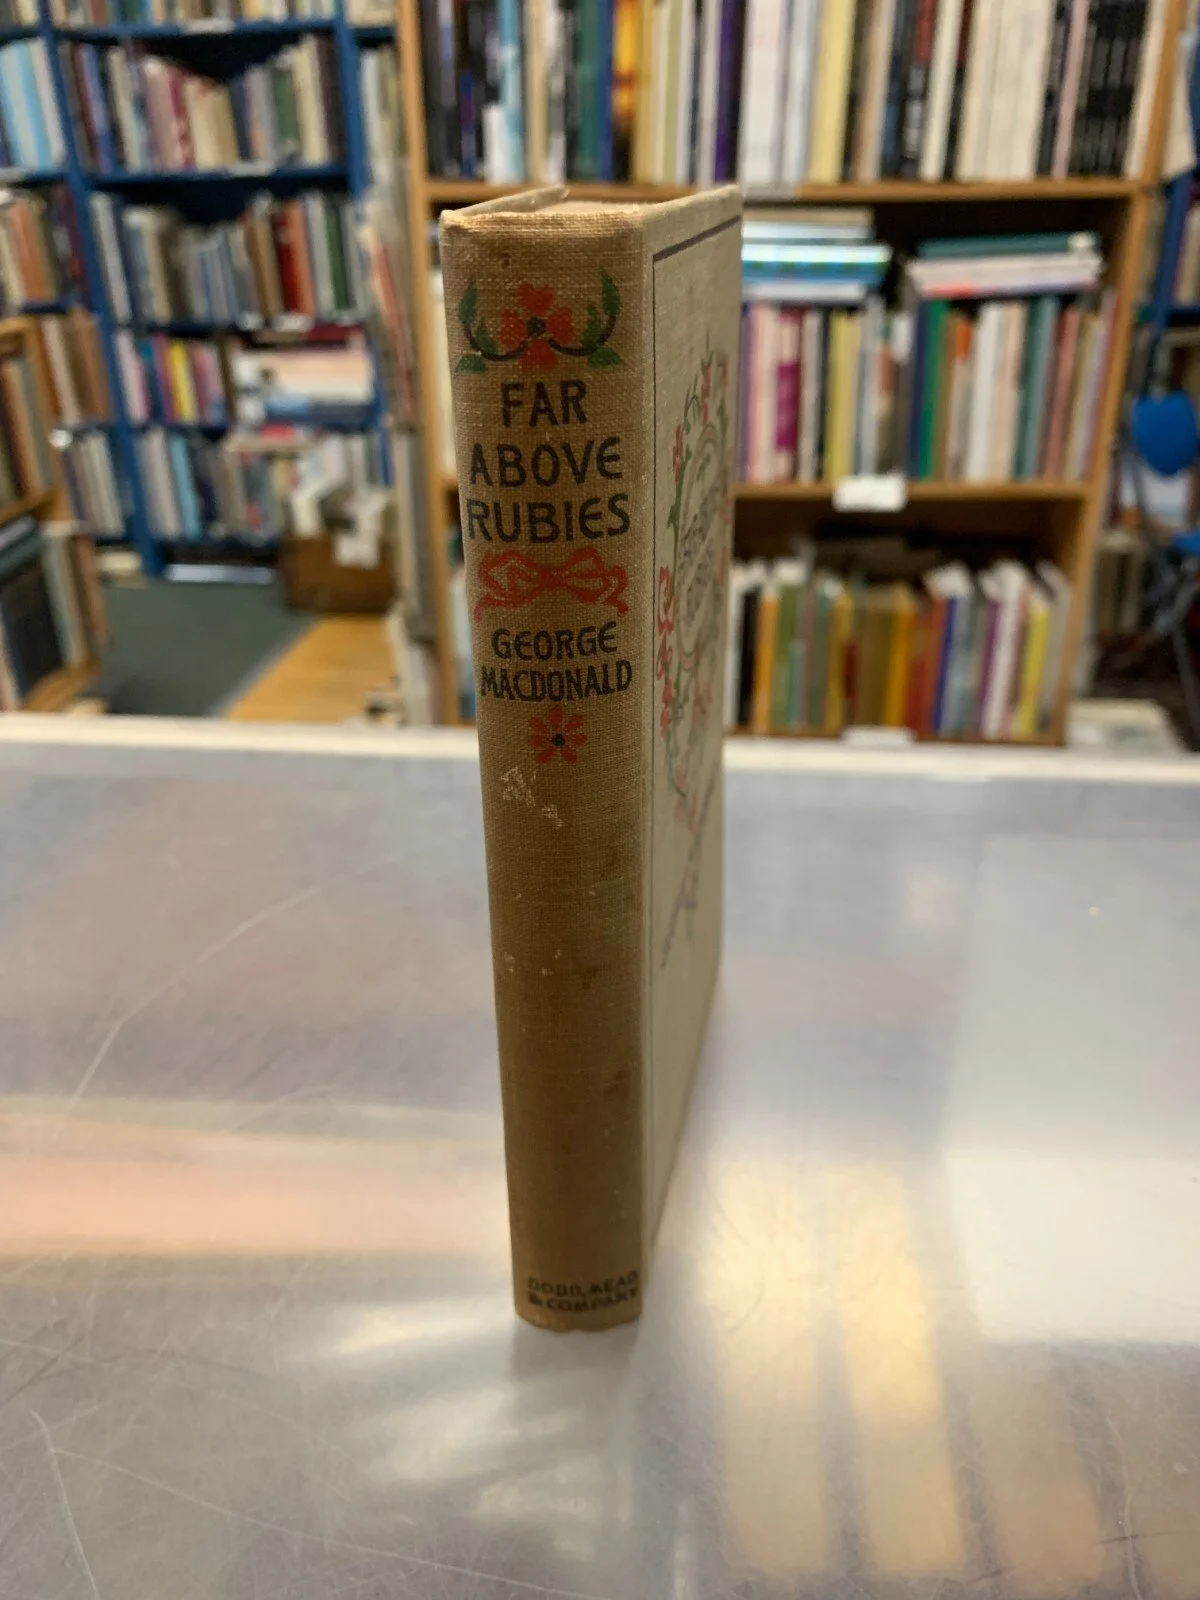 FAR
ABOVE
RUBIES
GEORGE
MACDONALD
DODD, MEAD
& COMPANY